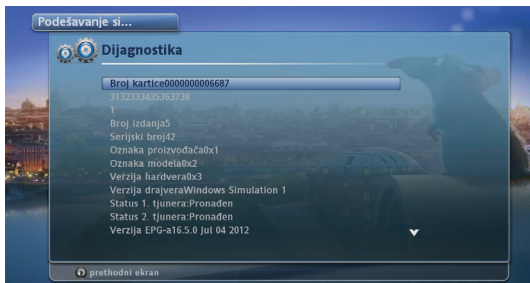 Podešavanje si...
Dijagnostika
Broj kartice0000000006687
3132333435363738
1
Broj izdanja5
Serijski broj42
Oznaka proizvođača0x1
Oznaka modela0x2
Verzija hardvera0x3
Verzija drajveraWindows Simulation 1
Status 1. tjunera:Pronađen
Status 2. tjunera:Pronađen
Verzija EPG-a16.5.0 Jul 04 2012
prethodni ekran